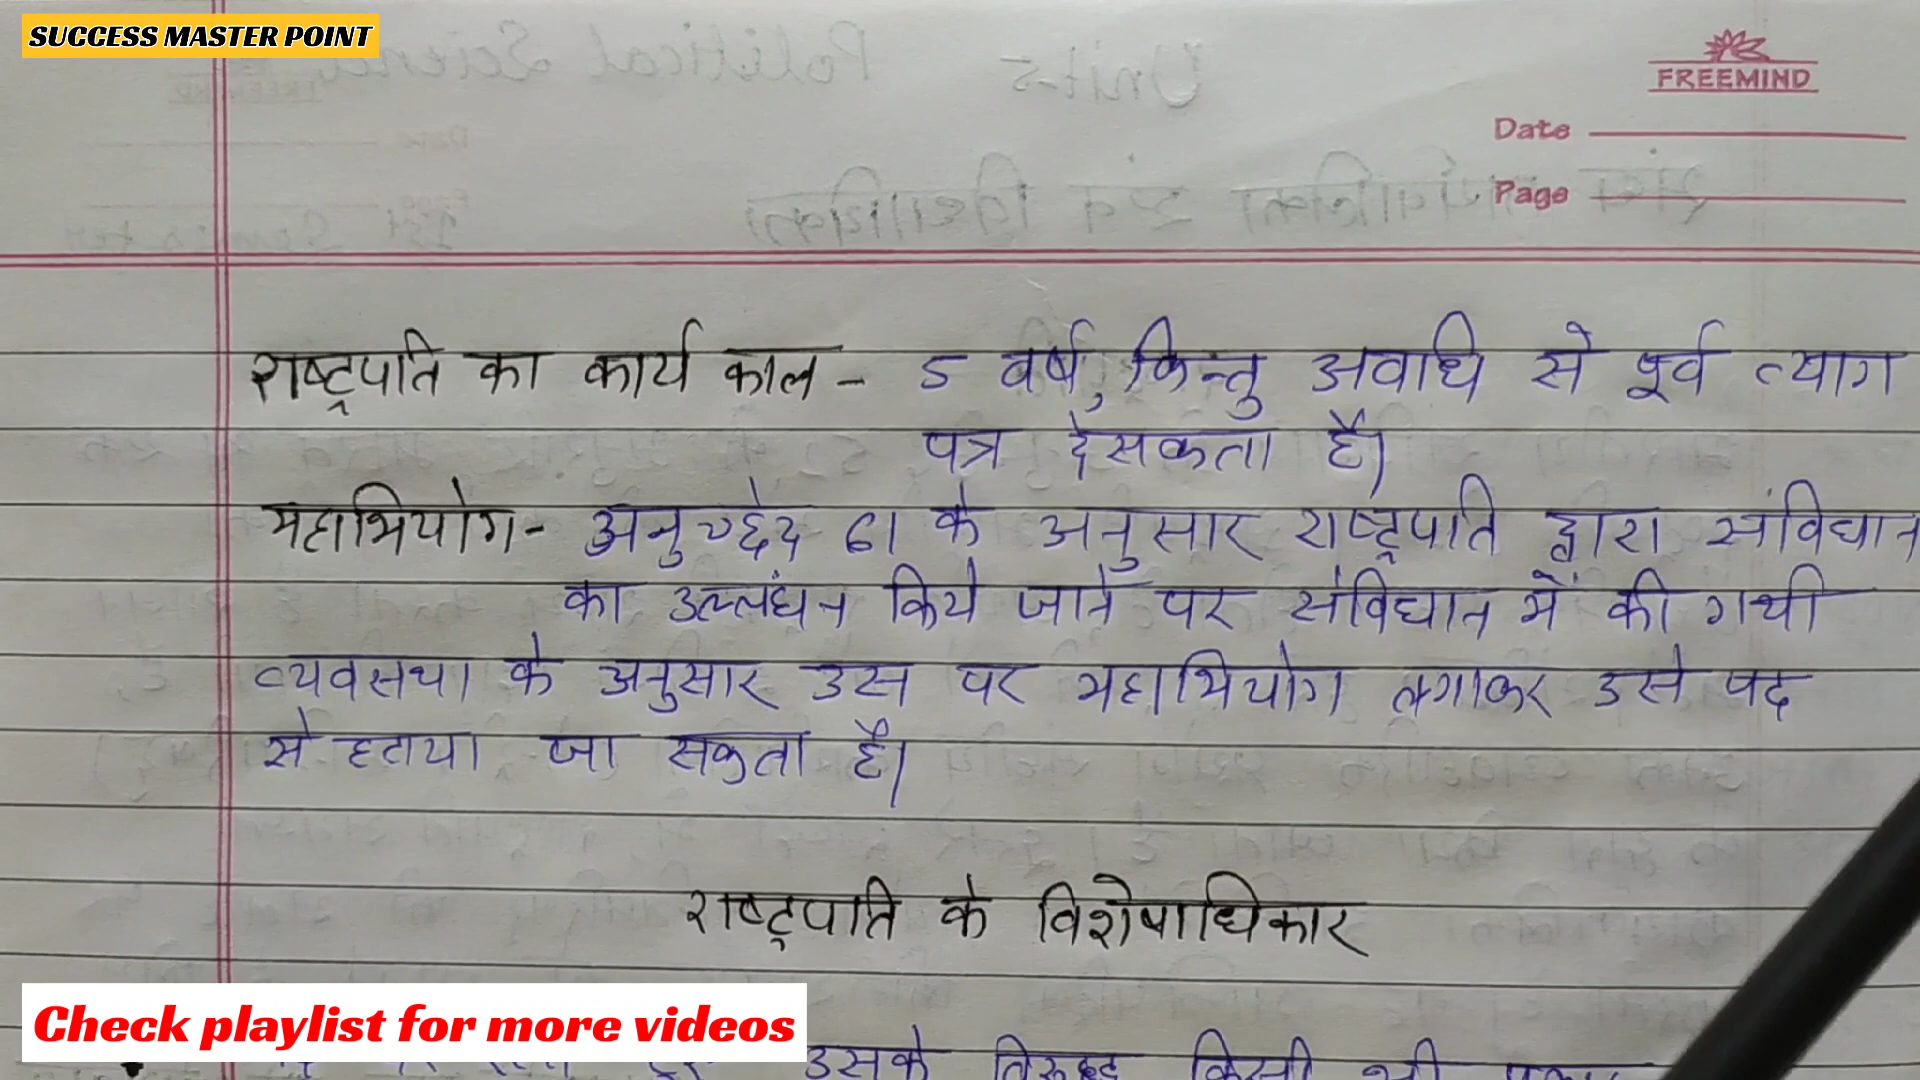 SUCCESS MASTER POINT
FREEMIND
Date
Page
राष्ट्रपति का कार्य काल - 5 वर्ष, किन्तु अवधि से पूर्व त्याग
पत्र दे सकता है।
महाभियोग - अनुच्छेद 61 के अनुसार राष्ट्रपति द्वारा संविधान
का उल्लंघन किये जाने पर संविधान में की गयी
व्यवस्था के अनुसार उस पर महाभियोग लगाकर उसे पद
से हटाया जा सकता है।
राष्ट्रपति के विशेषाधिकार
Check playlist for more videos
उसके विरुद्ध किसी भी